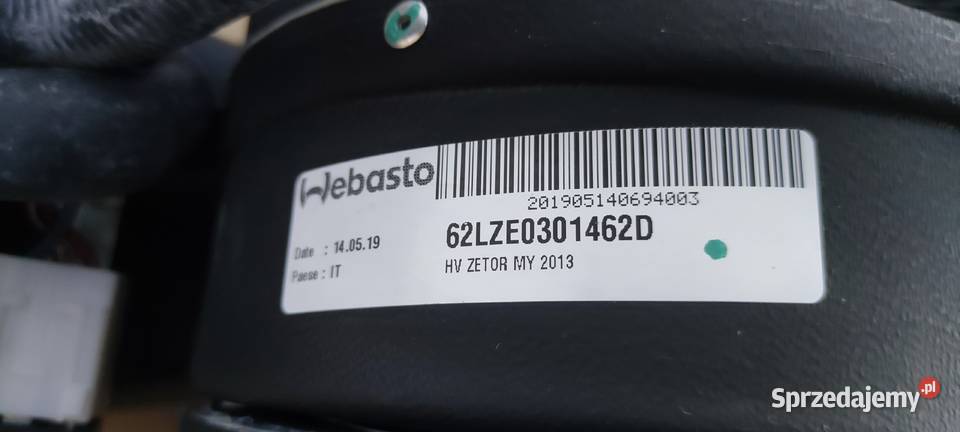 Webasto
201905140694003
Date : 14.05.19
62LZE0301462D
Paese : IT
HV ZETOR MY 2013
Sprzedajemy.pl